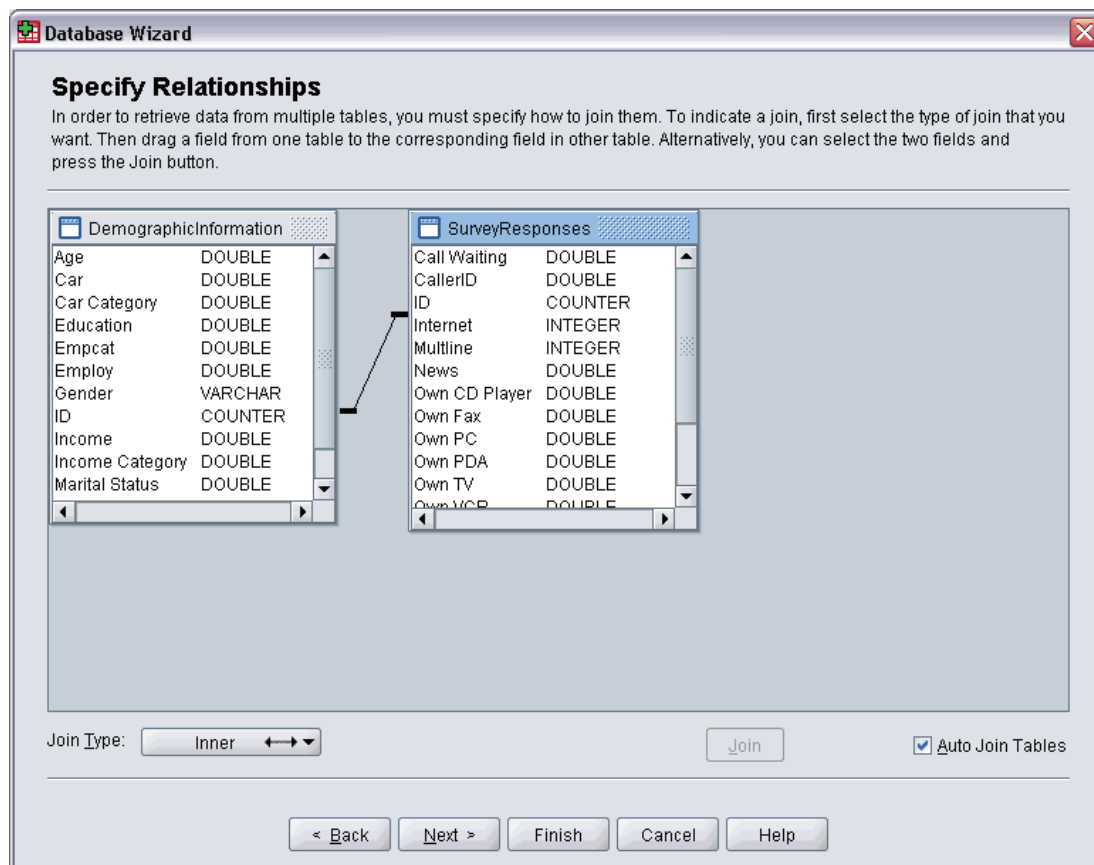 Database Wizard
Specify Relationships
In order to retrieve data from multiple tables, you must specify how to join them. To indicate a join, first select the type of join that you
want. Then drag a field from one table to the corresponding field in other table. Alternatively, you can select the two fields and
press the Join button.
DemographicInformation
Age DOUBLE
Car DOUBLE
Car Category DOUBLE
Education DOUBLE
Empcat DOUBLE
Employ DOUBLE
Gender VARCHAR
ID COUNTER
Income DOUBLE
Income Category DOUBLE
Marital Status DOUBLE
SurveyResponses
Call Waiting DOUBLE
CallerID DOUBLE
ID COUNTER
Internet INTEGER
Multline INTEGER
News DOUBLE
Own CD Player DOUBLE
Own Fax DOUBLE
Own PC DOUBLE
Own PDA DOUBLE
Own TV DOUBLE
Own VCR DOUBLE
Join Type: Inner Join Auto Join Tables
< Back Next > Finish Cancel Help